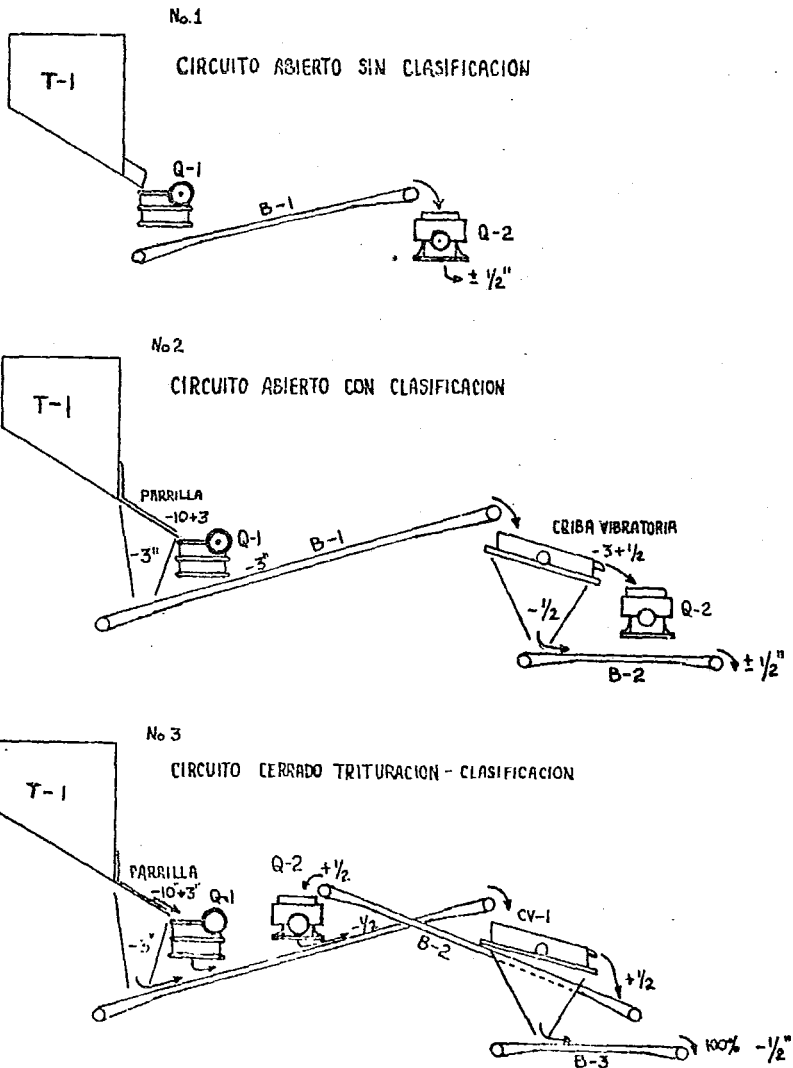 No.1
CIRCUITO ABIERTO SIN CLASIFICACION
T-1
Q-1
B-1
Q-2
± 1/2"
No 2
CIRCUITO ABIERTO CON CLASIFICACION
T-1
PARRILLA
-10+3
-3"
Q-1
-3"
B-1
CRIBA VIBRATORIA
-3+1/2
-1/2
Q-2
B-2
± 1/2"
No 3
CIRCUITO CERRADO TRITURACION - CLASIFICACION
T-1
PARRILLA
-10"+3"
-3"
Q-1
Q-2
+1/2
-1/2
B-2
CV-1
+1/2
B-3
100% -1/2"